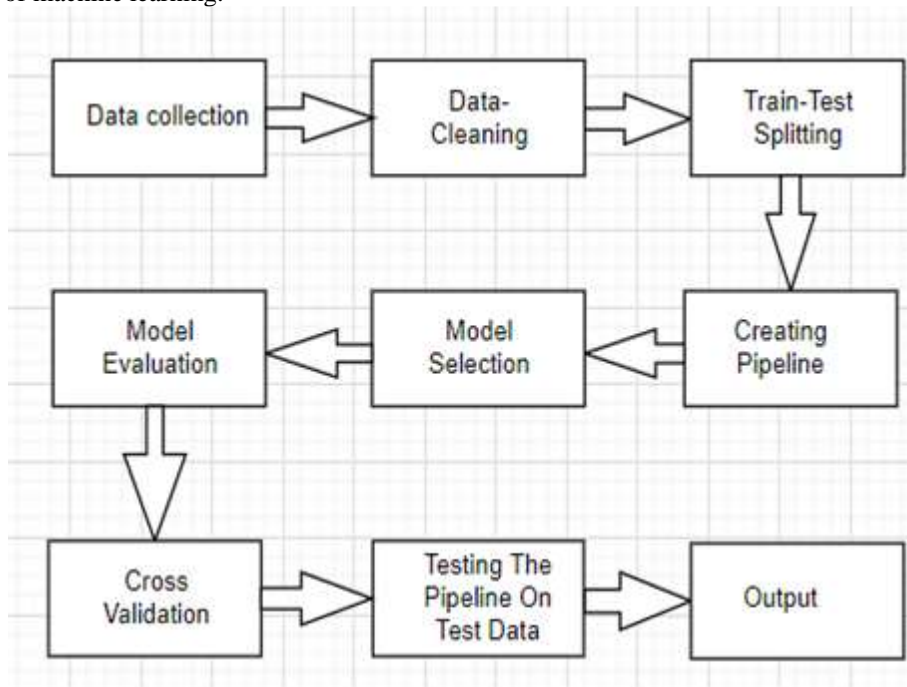 of machine learning.
Data collection
Data-
Cleaning
Train-Test
Splitting
Creating
Pipeline
Model
Selection
Model
Evaluation
Cross
Validation
Testing The
Pipeline On
Test Data
Output